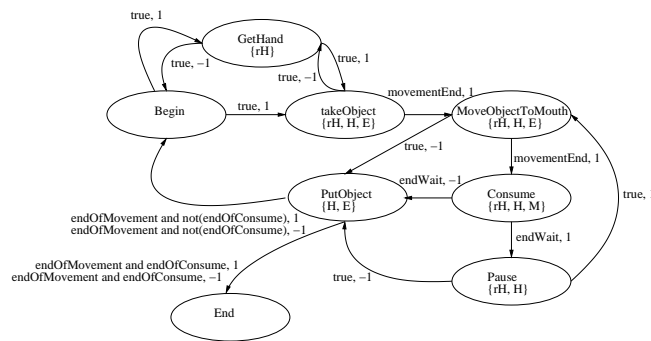 true, 1
GetHand
{rH}
true, −1
true, 1
true, −1
movementEnd, 1
Begin
true, 1
takeObject
{rH, H, E}
MoveObjectToMouth
{rH, H, E}
true, −1
movementEnd, 1
endWait, −1
PutObject
{H, E}
Consume
{rH, H, M}
true,
endOfMovement and not(endOfConsume), 1
endOfMovement and not(endOfConsume), −1
endWait, 1
endOfMovement and endOfConsume, 1
endOfMovement and endOfConsume, −1
true, −1
Pause
{rH, H}
End